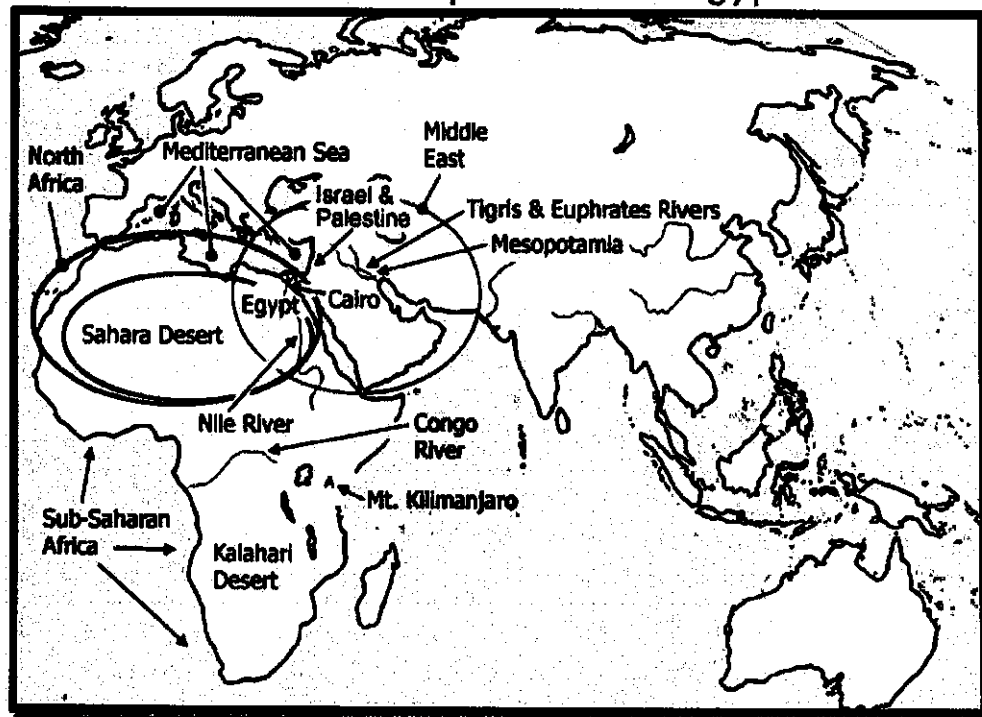 North
Africa
Mediterranean Sea
Middle
East
Israel &
Palestine
Tigris & Euphrates Rivers
Mesopotamia
Egypt
Cairo
Sahara Desert
Nile River
Congo
River
Mt. Kilimanjaro
Sub-Saharan
Africa
Kalahari
Desert